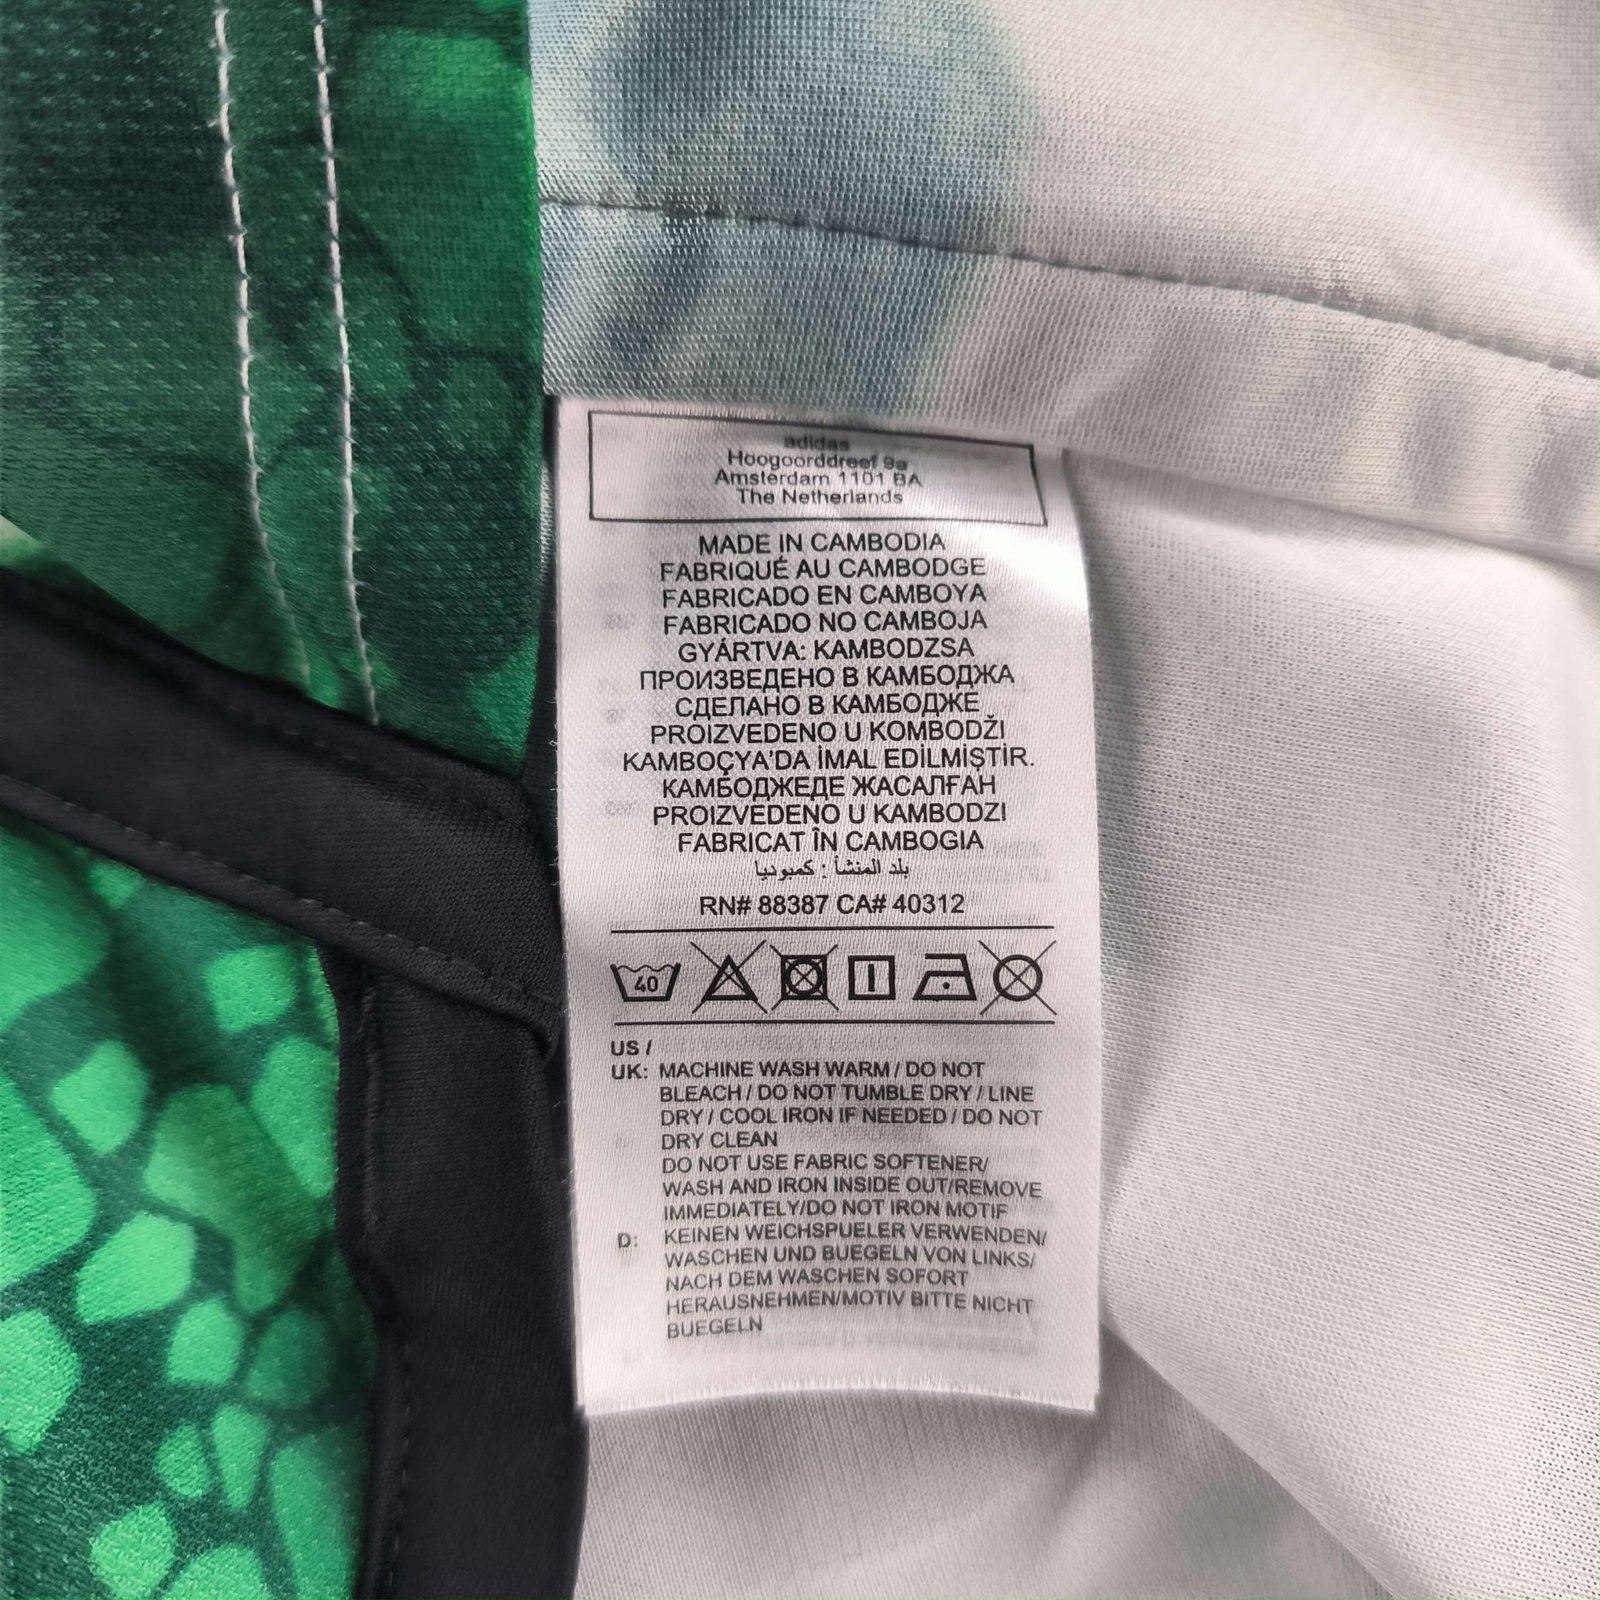 adidas
Hoogoorddreef 9a
Amsterdam 1101 BA
The Netherlands
MADE IN CAMBODIA
FABRIQUÉ AU CAMBODGE
FABRICADO EN CAMBOYA
FABRICADO NO CAMBOJA
GYÁRTVA: KAMBODZSA
ПРОИЗВЕДЕНО В КАМБОДЖА
СДЕЛАНО В КАМБОДЖЕ
PROIZVEDENO U KOMBODŽI
KAMBOÇYA'DA İMAL EDİLMİŞTİR.
КАМБОДЖЕДЕ ЖАСАЛҒАН
PROIZVEDENO U KAMBODZI
FABRICAT ÎN CAMBOGIA
بلد المنشأ : كمبوديا
RN# 88387 CA# 40312
40
US /
UK: MACHINE WASH WARM / DO NOT
BLEACH / DO NOT TUMBLE DRY / LINE
DRY / COOL IRON IF NEEDED / DO NOT
DRY CLEAN
DO NOT USE FABRIC SOFTENER/
WASH AND IRON INSIDE OUT/REMOVE
IMMEDIATELY/DO NOT IRON MOTIF
D: KEINEN WEICHSPUELER VERWENDEN/
WASCHEN UND BUEGELN VON LINKS/
NACH DEM WASCHEN SOFORT
HERAUSNEHMEN/MOTIV BITTE NICHT
BUEGELN